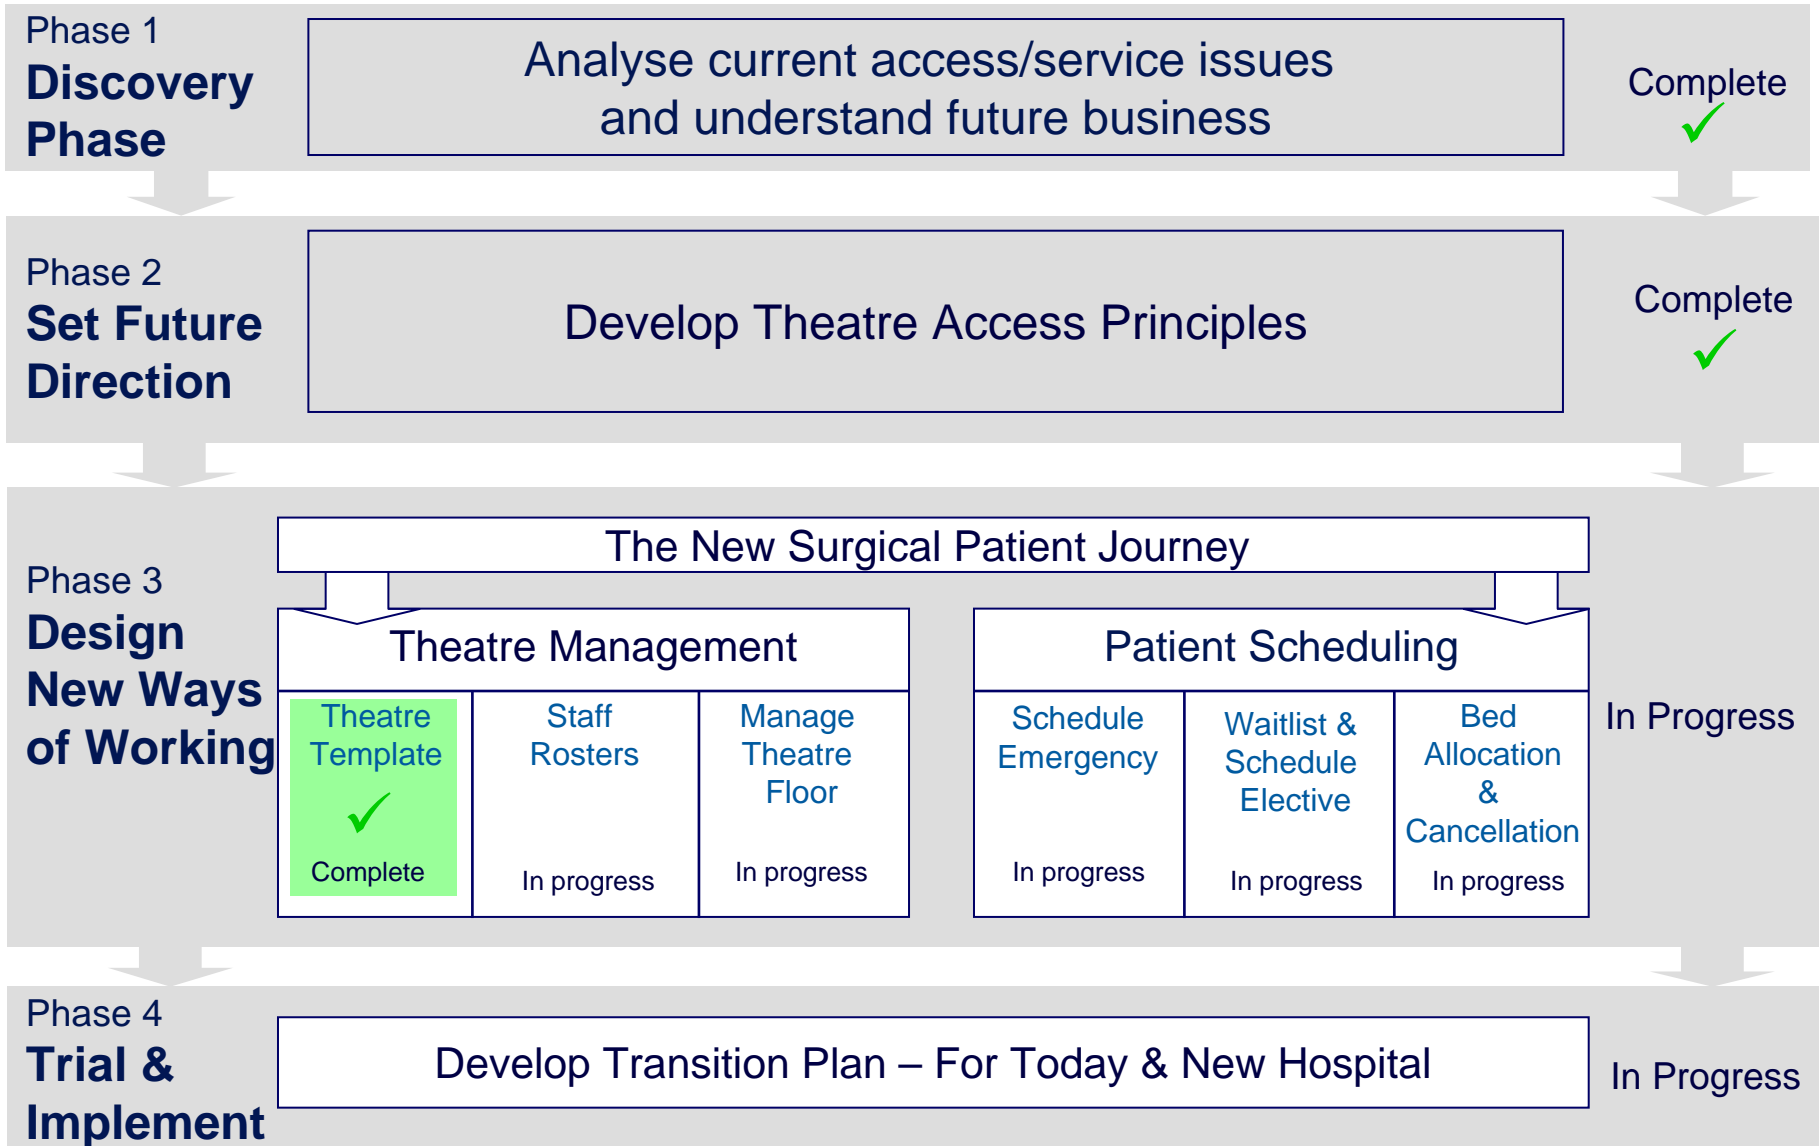 Phase 1
Discovery
Phase
Analyse current access/service issues
and understand future business
Complete
Phase 2
Set Future
Direction
Develop Theatre Access Principles
Complete
Phase 3
Design
New Ways
of Working
The New Surgical Patient Journey
Theatre Management
Theatre
Template
Complete
Staff
Rosters
In progress
Manage
Theatre
Floor
In progress
Patient Scheduling
Schedule
Emergency
In progress
Waitlist &
Schedule
Elective
In progress
Bed
Allocation
&
Cancellation
In progress
In Progress
Phase 4
Trial &
Implement
Develop Transition Plan – For Today & New Hospital
In Progress